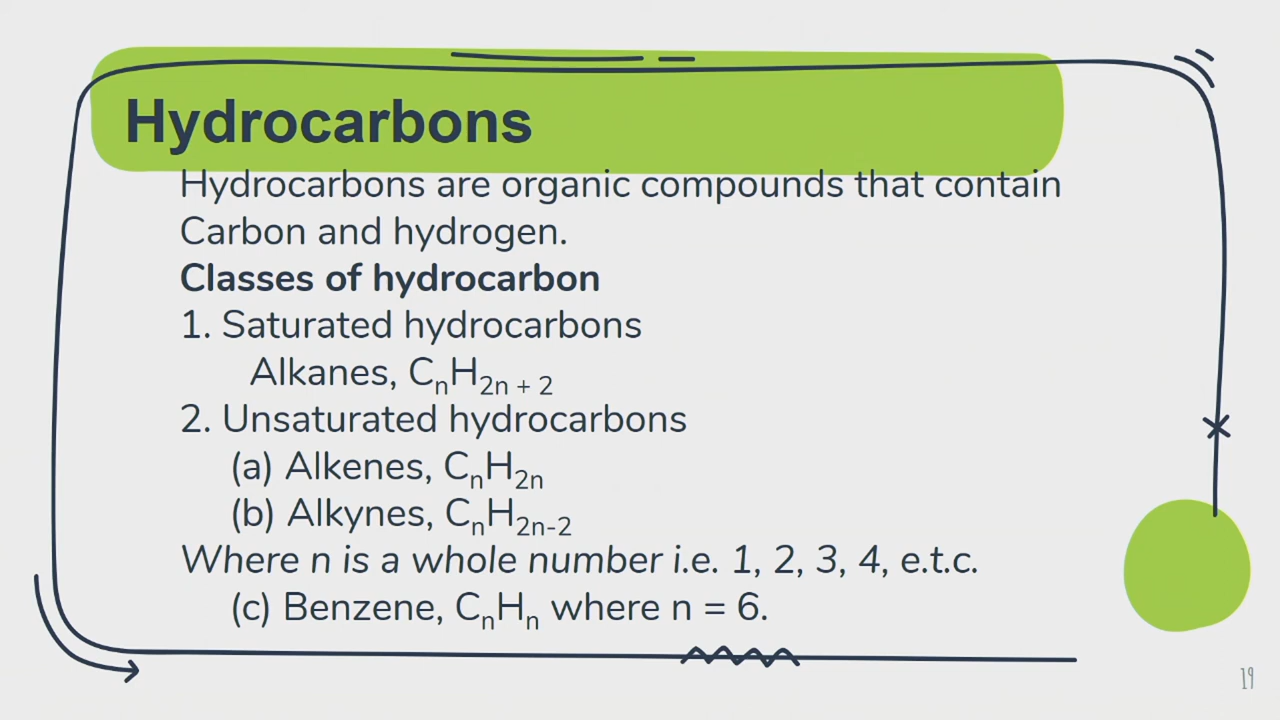 Hydrocarbons
Hydrocarbons are organic compounds that contain
Carbon and hydrogen.
Classes of hydrocarbon
1. Saturated hydrocarbons
Alkanes, CₙH₂ₙ ₊ ₂
2. Unsaturated hydrocarbons
(a) Alkenes, CₙH₂ₙ
(b) Alkynes, CₙH₂ₙ₋₂
Where n is a whole number i.e. 1, 2, 3, 4, e.t.c.
(c) Benzene, CₙHₙ where n = 6.
19